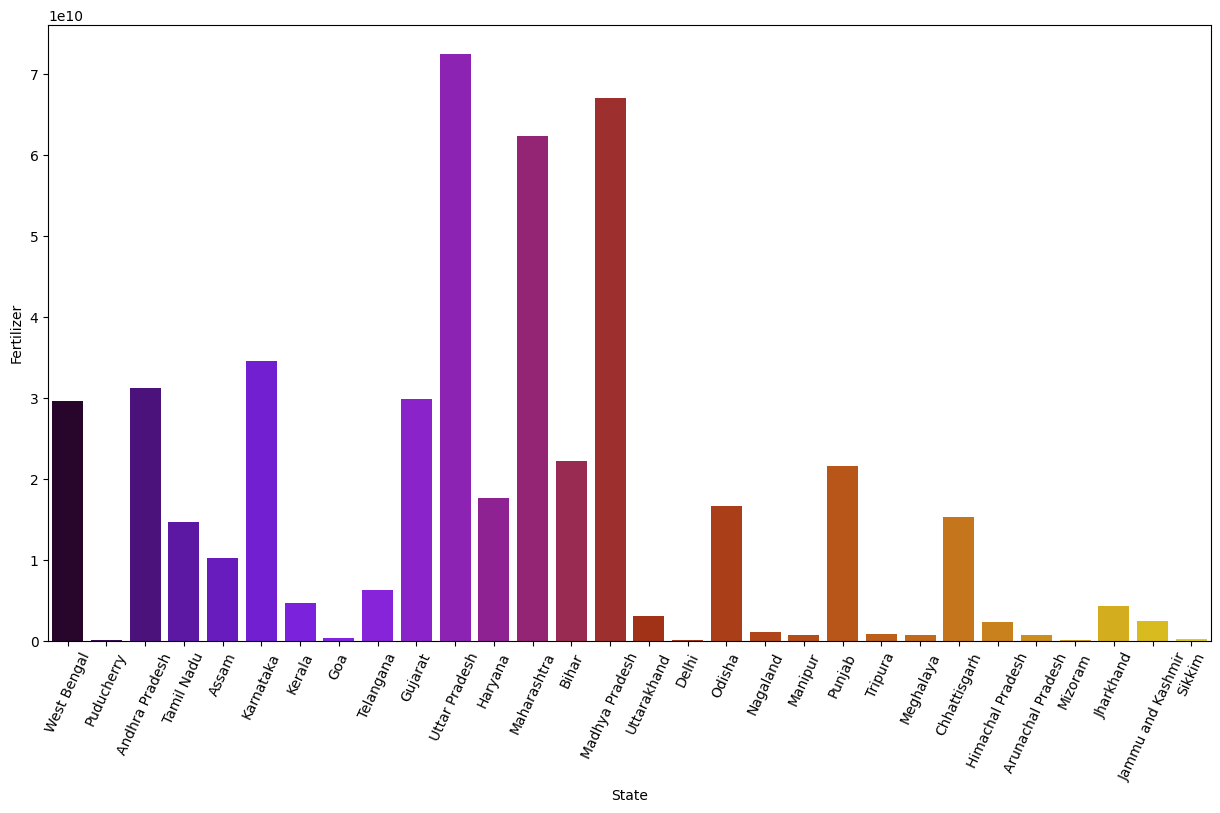 1e10
7
6
5
4
3
2
1
0
Fertilizer
West Bengal
Puducherry
Andhra Pradesh
Tamil Nadu
Assam
Karnataka
Kerala
Goa
Telangana
Gujarat
Uttar Pradesh
Haryana
Maharashtra
Bihar
Madhya Pradesh
Uttarakhand
Delhi
Odisha
Nagaland
Manipur
Punjab
Tripura
Meghalaya
Chhattisgarh
Himachal Pradesh
Arunachal Pradesh
Mizoram
Jharkhand
Jammu and Kashmir
Sikkim
State